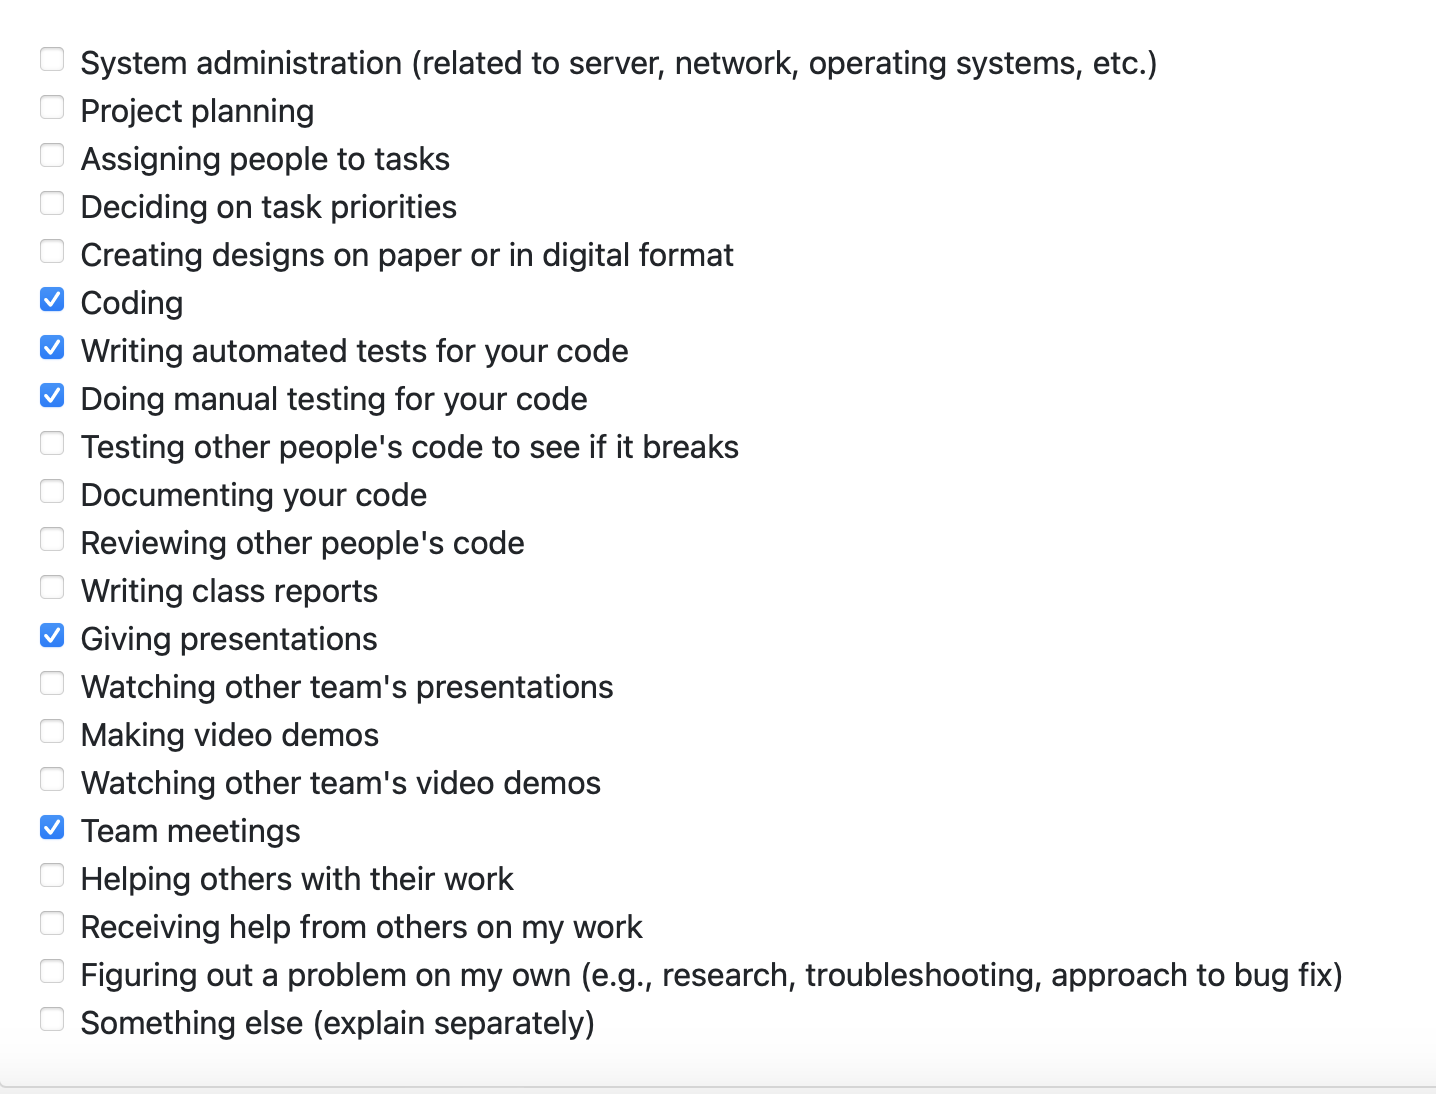 System administration (related to server, network, operating systems, etc.)
Project planning
Assigning people to tasks
Deciding on task priorities
Creating designs on paper or in digital format
Coding
Writing automated tests for your code
Doing manual testing for your code
Testing other people's code to see if it breaks
Documenting your code
Reviewing other people's code
Writing class reports
Giving presentations
Watching other team's presentations
Making video demos
Watching other team's video demos
Team meetings
Helping others with their work
Receiving help from others on my work
Figuring out a problem on my own (e.g., research, troubleshooting, approach to bug fix)
Something else (explain separately)